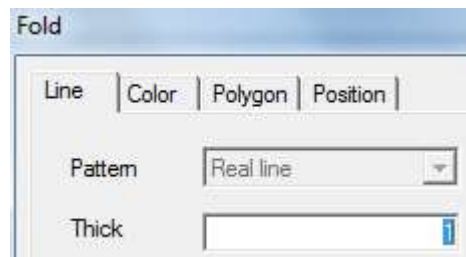 Fold
Line Color Polygon Position
Pattern Real line
Thick 1